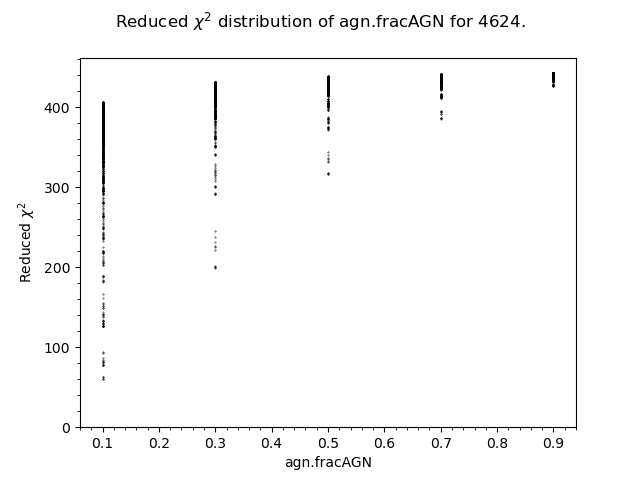 Reduced χ² distribution of agn.fracAGN for 4624.
400
300
200
100
0
Reduced χ²
0.1 0.2 0.3 0.4 0.5 0.6 0.7 0.8 0.9
agn.fracAGN